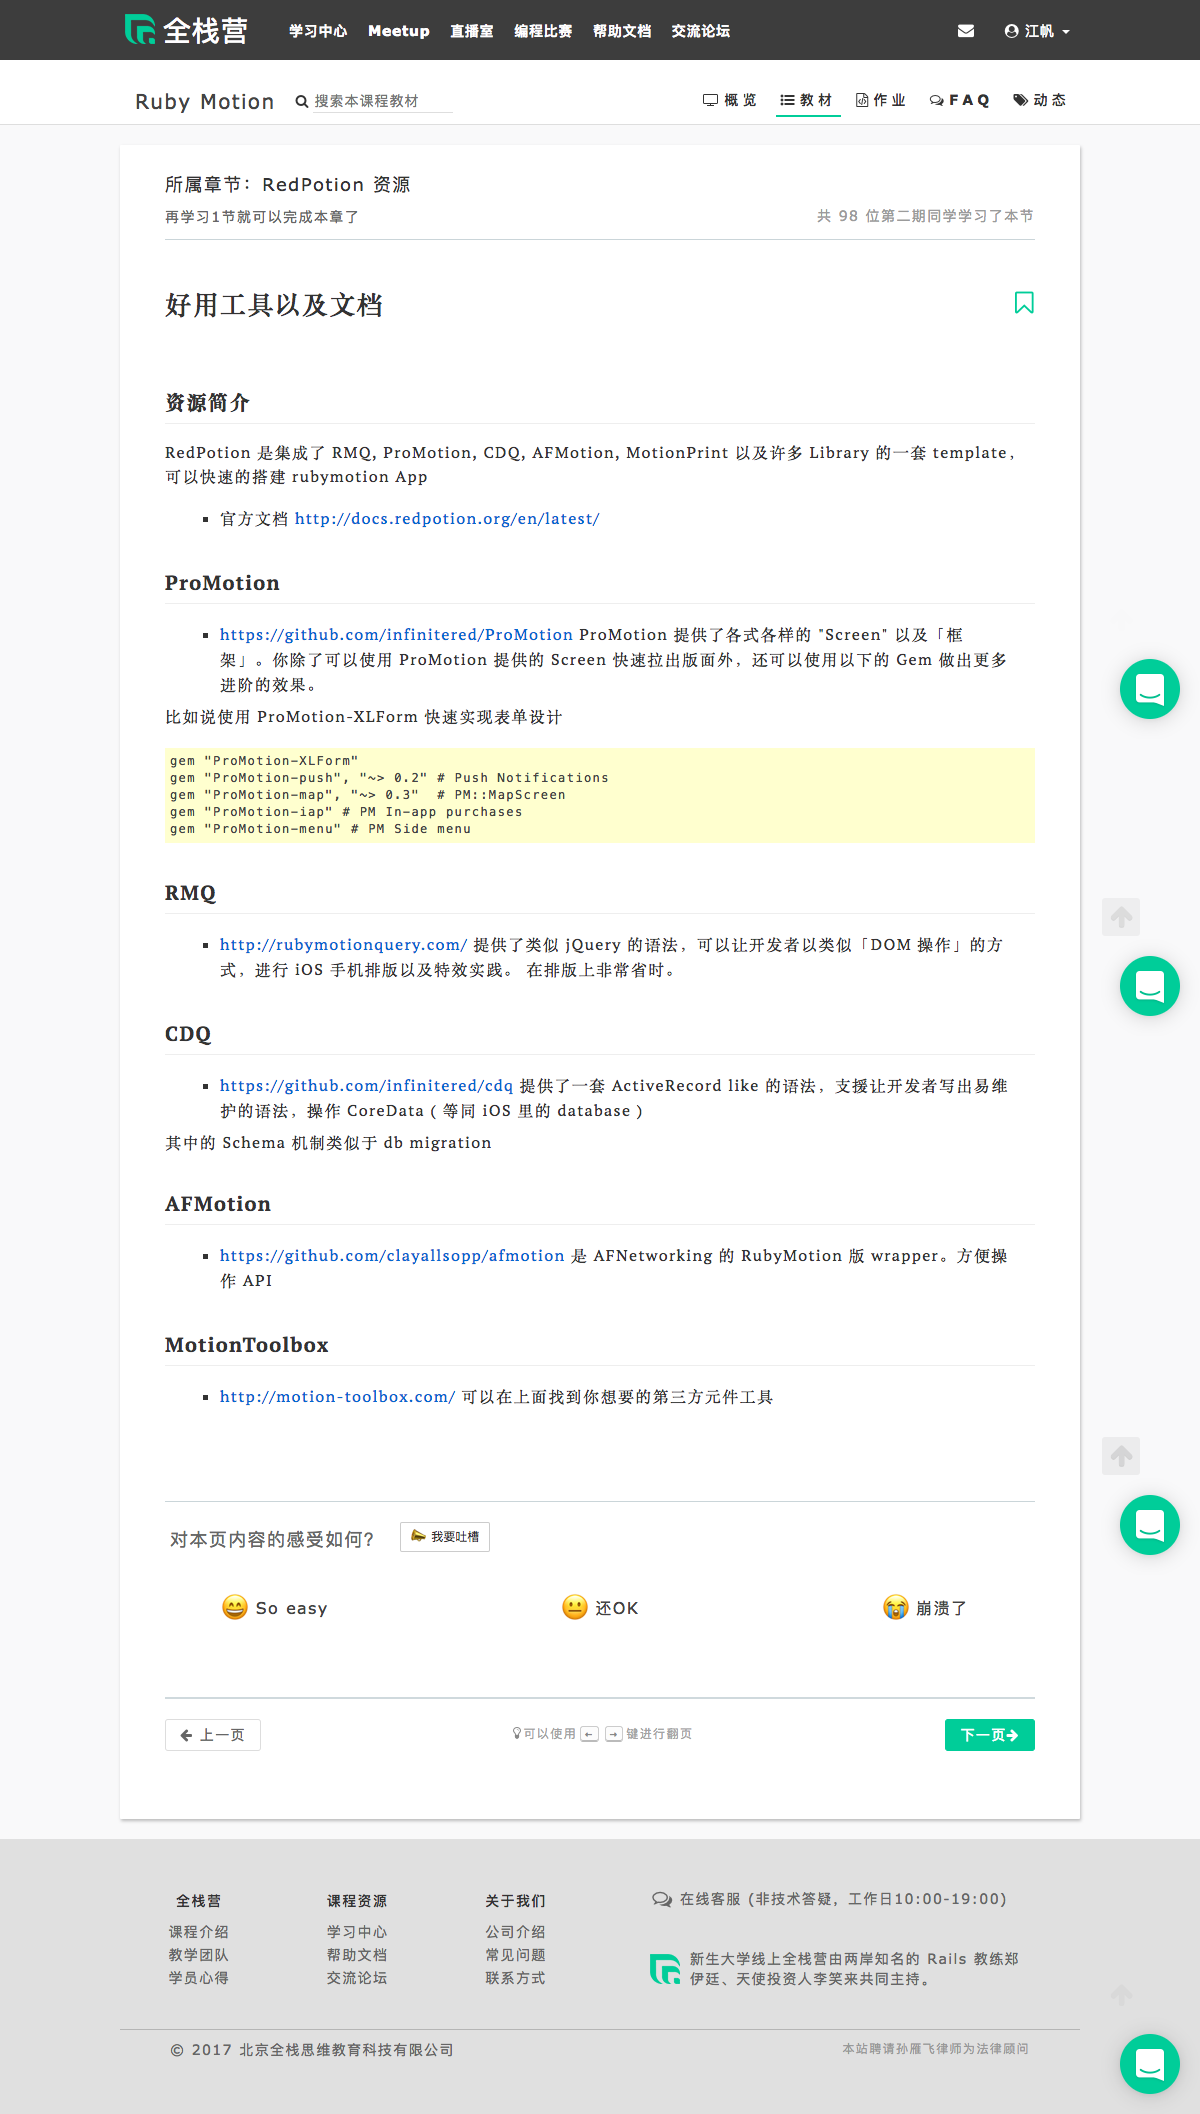 全栈营 学习中心 Meetup 直播室 编程比赛 帮助文档 交流论坛 江帆
Ruby Motion 搜索本课程教材 概览 教材 作业 FAQ 动态
所属章节：RedPotion 资源
再学习1节就可以完成本章了 共 98 位第二期同学学习了本节
好用工具以及文档
资源简介
RedPotion 是集成了 RMQ, ProMotion, CDQ, AFMotion, MotionPrint 以及许多 Library 的一套 template，
可以快速的搭建 rubymotion App
▪ 官方文档 http://docs.redpotion.org/en/latest/
ProMotion
▪ https://github.com/infinitered/ProMotion ProMotion 提供了各式各样的 "Screen" 以及「框
架」。你除了可以使用 ProMotion 提供的 Screen 快速拉出版面外，还可以使用以下的 Gem 做出更多
进阶的效果。
比如说使用 ProMotion-XLForm 快速实现表单设计
gem "ProMotion-XLForm"
gem "ProMotion-push", "~> 0.2" # Push Notifications
gem "ProMotion-map", "~> 0.3"  # PM::MapScreen
gem "ProMotion-iap" # PM In-app purchases
gem "ProMotion-menu" # PM Side menu
RMQ
▪ http://rubymotionquery.com/ 提供了类似 jQuery 的语法，可以让开发者以类似「DOM 操作」的方
式，进行 iOS 手机排版以及特效实践。 在排版上非常省时。
CDQ
▪ https://github.com/infinitered/cdq 提供了一套 ActiveRecord like 的语法，支援让开发者写出易维
护的语法，操作 CoreData ( 等同 iOS 里的 database )
其中的 Schema 机制类似于 db migration
AFMotion
▪ https://github.com/clayallsopp/afmotion 是 AFNetworking 的 RubyMotion 版 wrapper。方便操
作 API
MotionToolbox
▪ http://motion-toolbox.com/ 可以在上面找到你想要的第三方元件工具
对本页内容的感受如何？ 我要吐槽
So easy 还OK 崩溃了
← 上一页 可以使用 ← → 键进行翻页 下一页→
全栈营 课程资源 关于我们 在线客服 (非技术答疑，工作日10:00-19:00)
课程介绍 学习中心 公司介绍
教学团队 帮助文档 常见问题
学员心得 交流论坛 联系方式
新生大学线上全栈营由两岸知名的 Rails 教练郑
伊廷、天使投资人李笑来共同主持。
© 2017 北京全栈思维教育科技有限公司 本站聘请孙雁飞律师为法律顾问